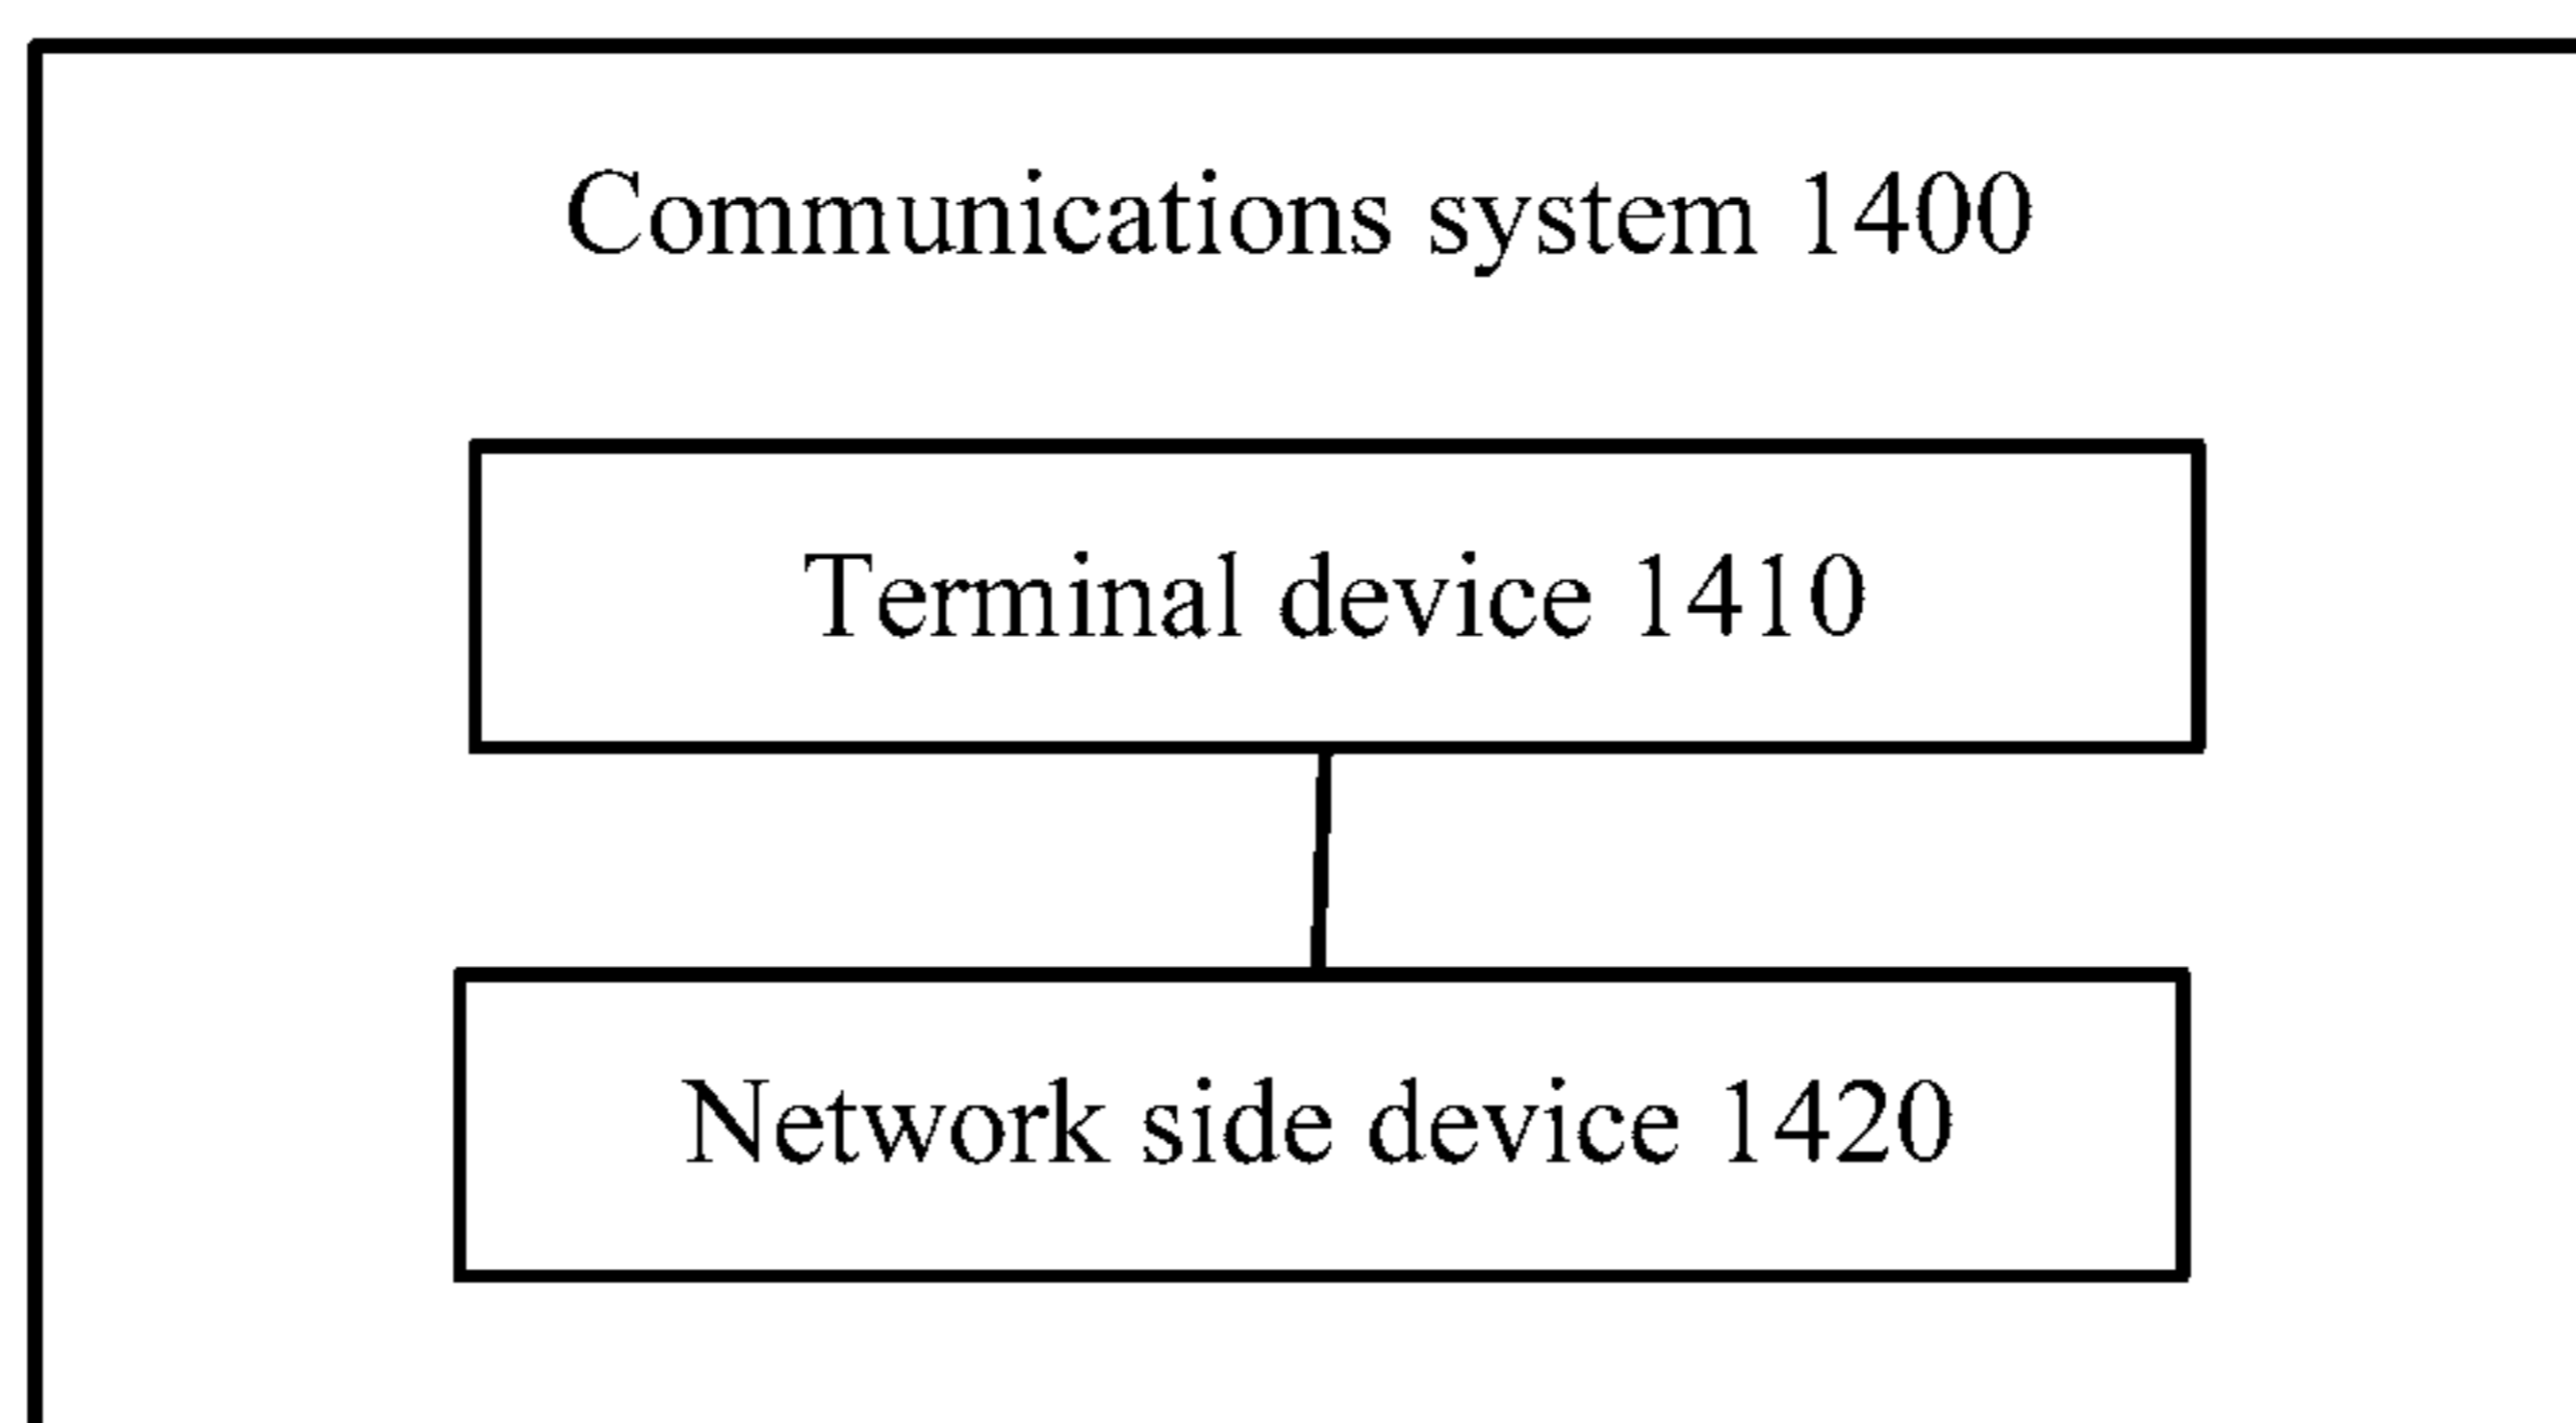 Communications system 1400
Terminal device 1410
Network side device 1420